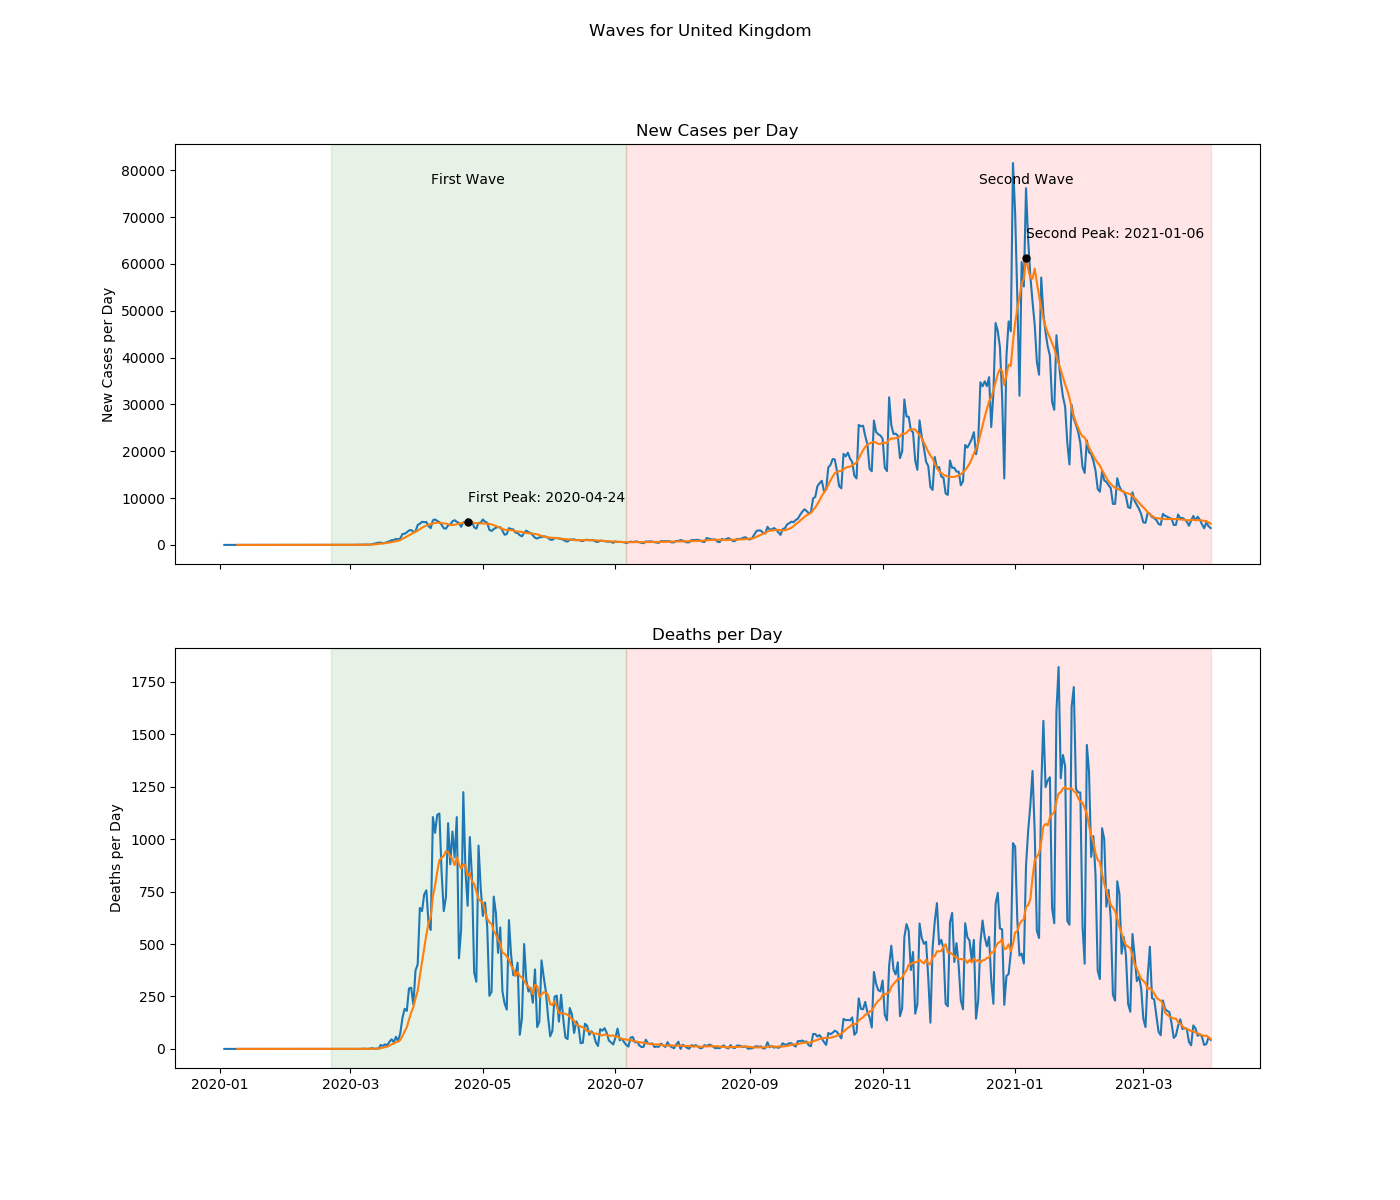 Waves for United Kingdom
New Cases per Day
New Cases per Day
80000
70000
60000
50000
40000
30000
20000
10000
0
First Wave
Second Wave
Second Peak: 2021-01-06
First Peak: 2020-04-24
Deaths per Day
Deaths per Day
1750
1500
1250
1000
750
500
250
0
2020-01 2020-03 2020-05 2020-07 2020-09 2020-11 2021-01 2021-03